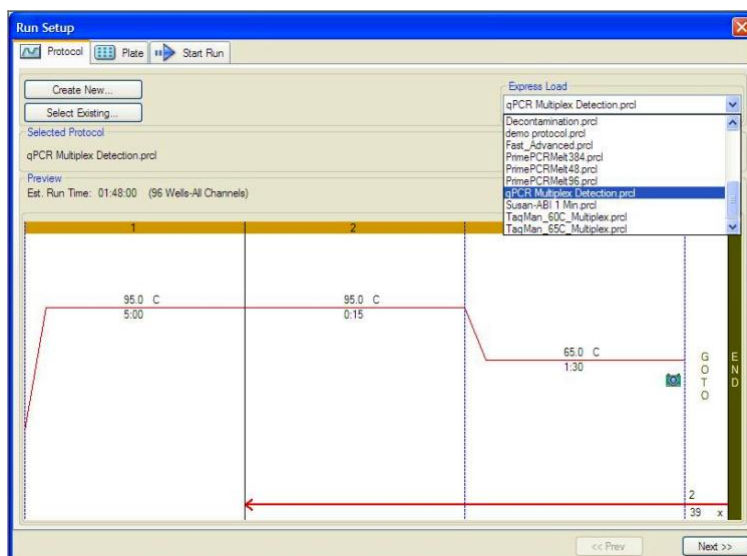 Run Setup
Protocol
Plate
Start Run
Create New...
Select Existing...
Express Load
qPCR Multiplex Detection.prcl
Decontamination.prcl
demo protocol.prcl
Fast_Advanced.prcl
PrimePCRMelt384.prcl
PrimePCRMelt48.prcl
PrimePCRMelt96.prcl
qPCR Multiplex Detection.prcl
Susan-ABI 1 Min.prcl
TaqMan_60C_Multiplex.prcl
TaqMan_65C_Multiplex.prcl
Selected Protocol
qPCR Multiplex Detection.prcl
Preview
Est. Run Time: 01:48:00 (96 Wells-All Channels)
1
2
95.0 C
5:00
95.0 C
0:15
65.0 C
1:30
GOTO
END
2
39 x
<< Prev
Next >>